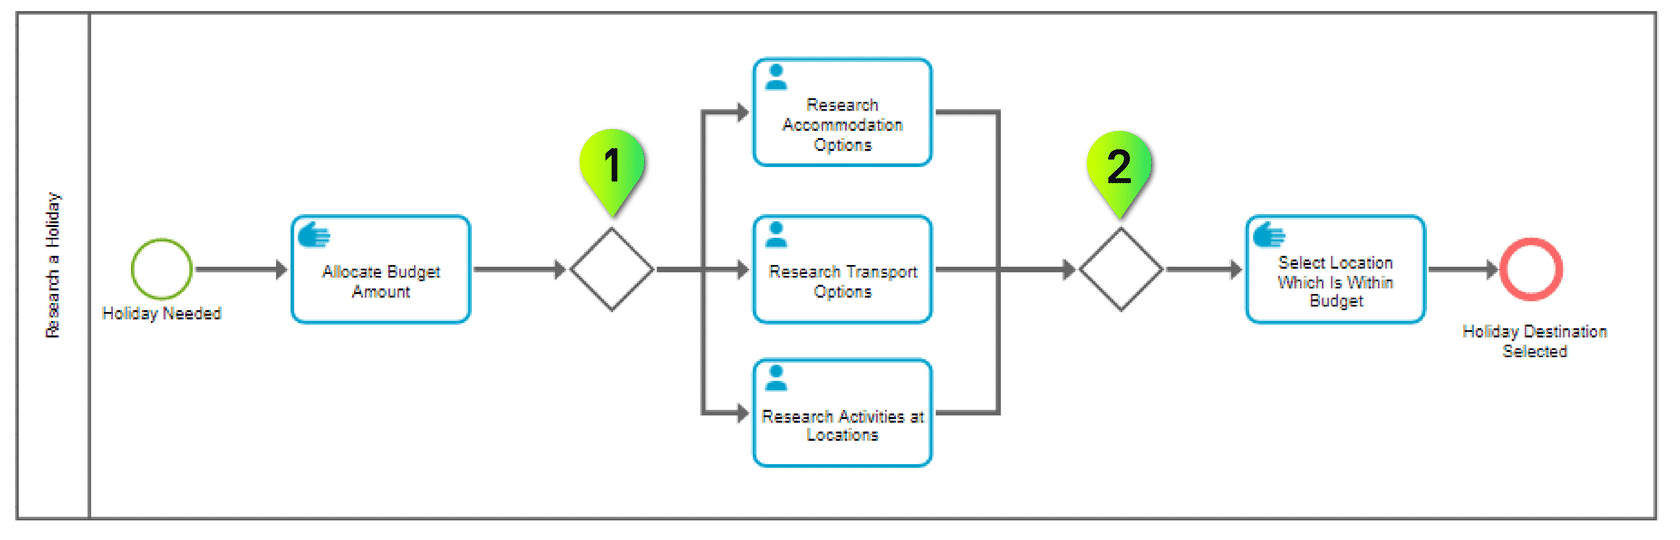 Research a Holiday
Holiday Needed
Allocate Budget
Amount
1
Research
Accommodation
Options
Research Transport
Options
Research Activities at
Locations
2
Select Location
Which Is Within
Budget
Holiday Destination
Selected